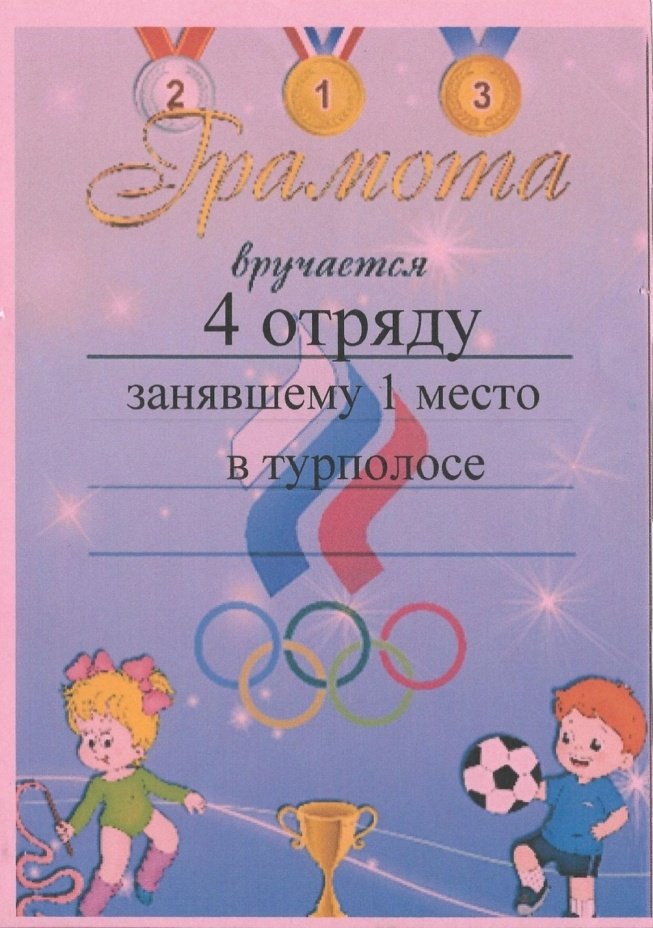 2 1 3
Грамота
вручается
4 отряду
занявшему 1 место
в турполосе